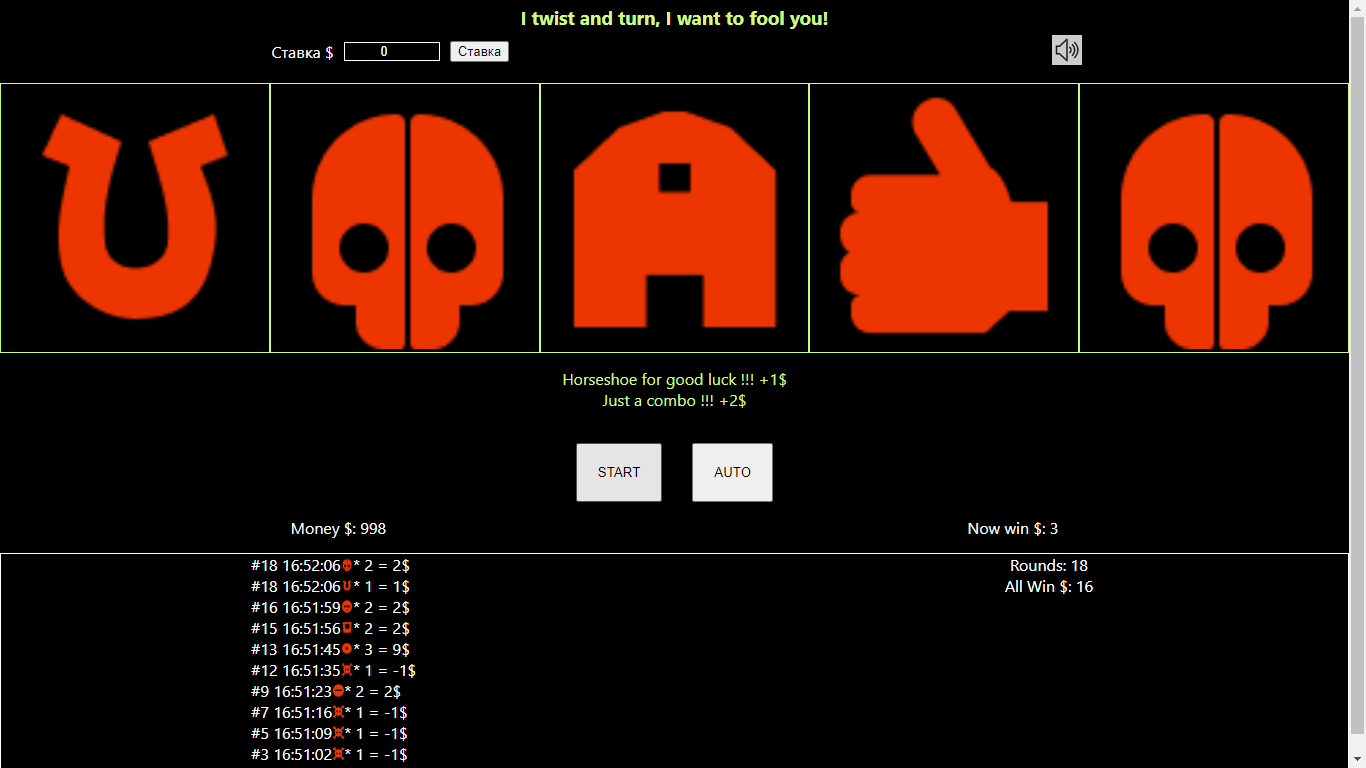 I twist and turn, I want to fool you!
Ставка $ 0 Ставка
Horseshoe for good luck !!! +1$
Just a combo !!! +2$
START AUTO
Money $: 998 Now win $: 3
#18 16:52:06 * 2 = 2$
#18 16:52:06 * 1 = 1$
#16 16:51:59 * 2 = 2$
#15 16:51:56 * 2 = 2$
#13 16:51:45 * 3 = 9$
#12 16:51:35 * 1 = -1$
#9 16:51:23 * 2 = 2$
#7 16:51:16 * 1 = -1$
#5 16:51:09 * 1 = -1$
#3 16:51:02 * 1 = -1$
Rounds: 18
All Win $: 16